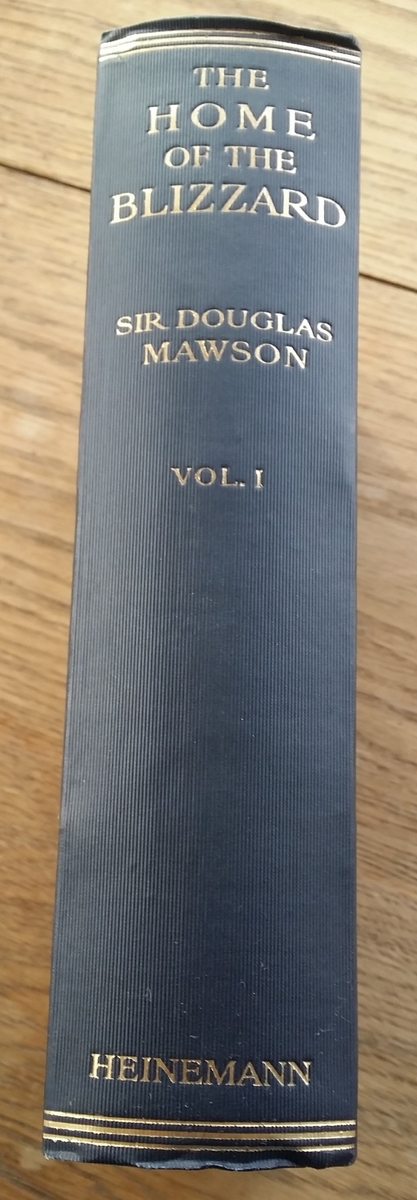 THE
HOME
OF THE
BLIZZARD
SIR DOUGLAS
MAWSON
VOL. I
HEINEMANN